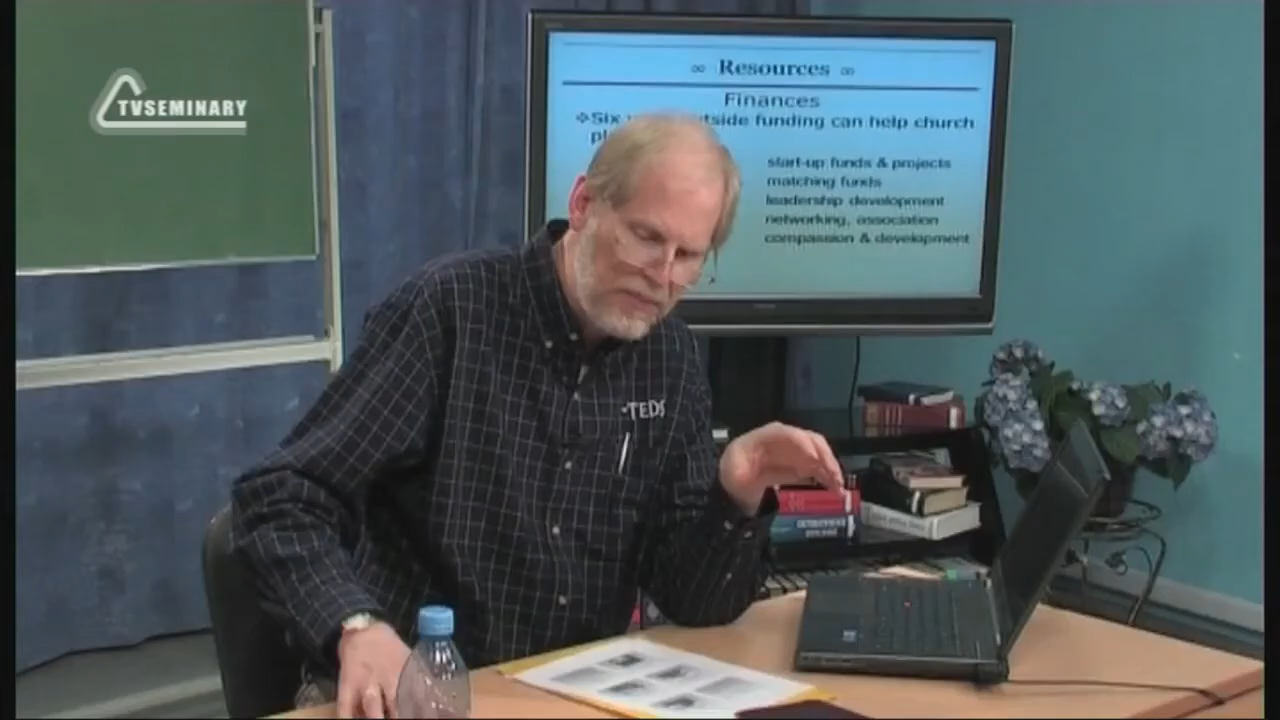 TVSEMINARY
Resources
Finances
❖Six outside funding can help church
start-up funds & projects
matching funds
leadership development
networking, association
compassion & development
TEDS